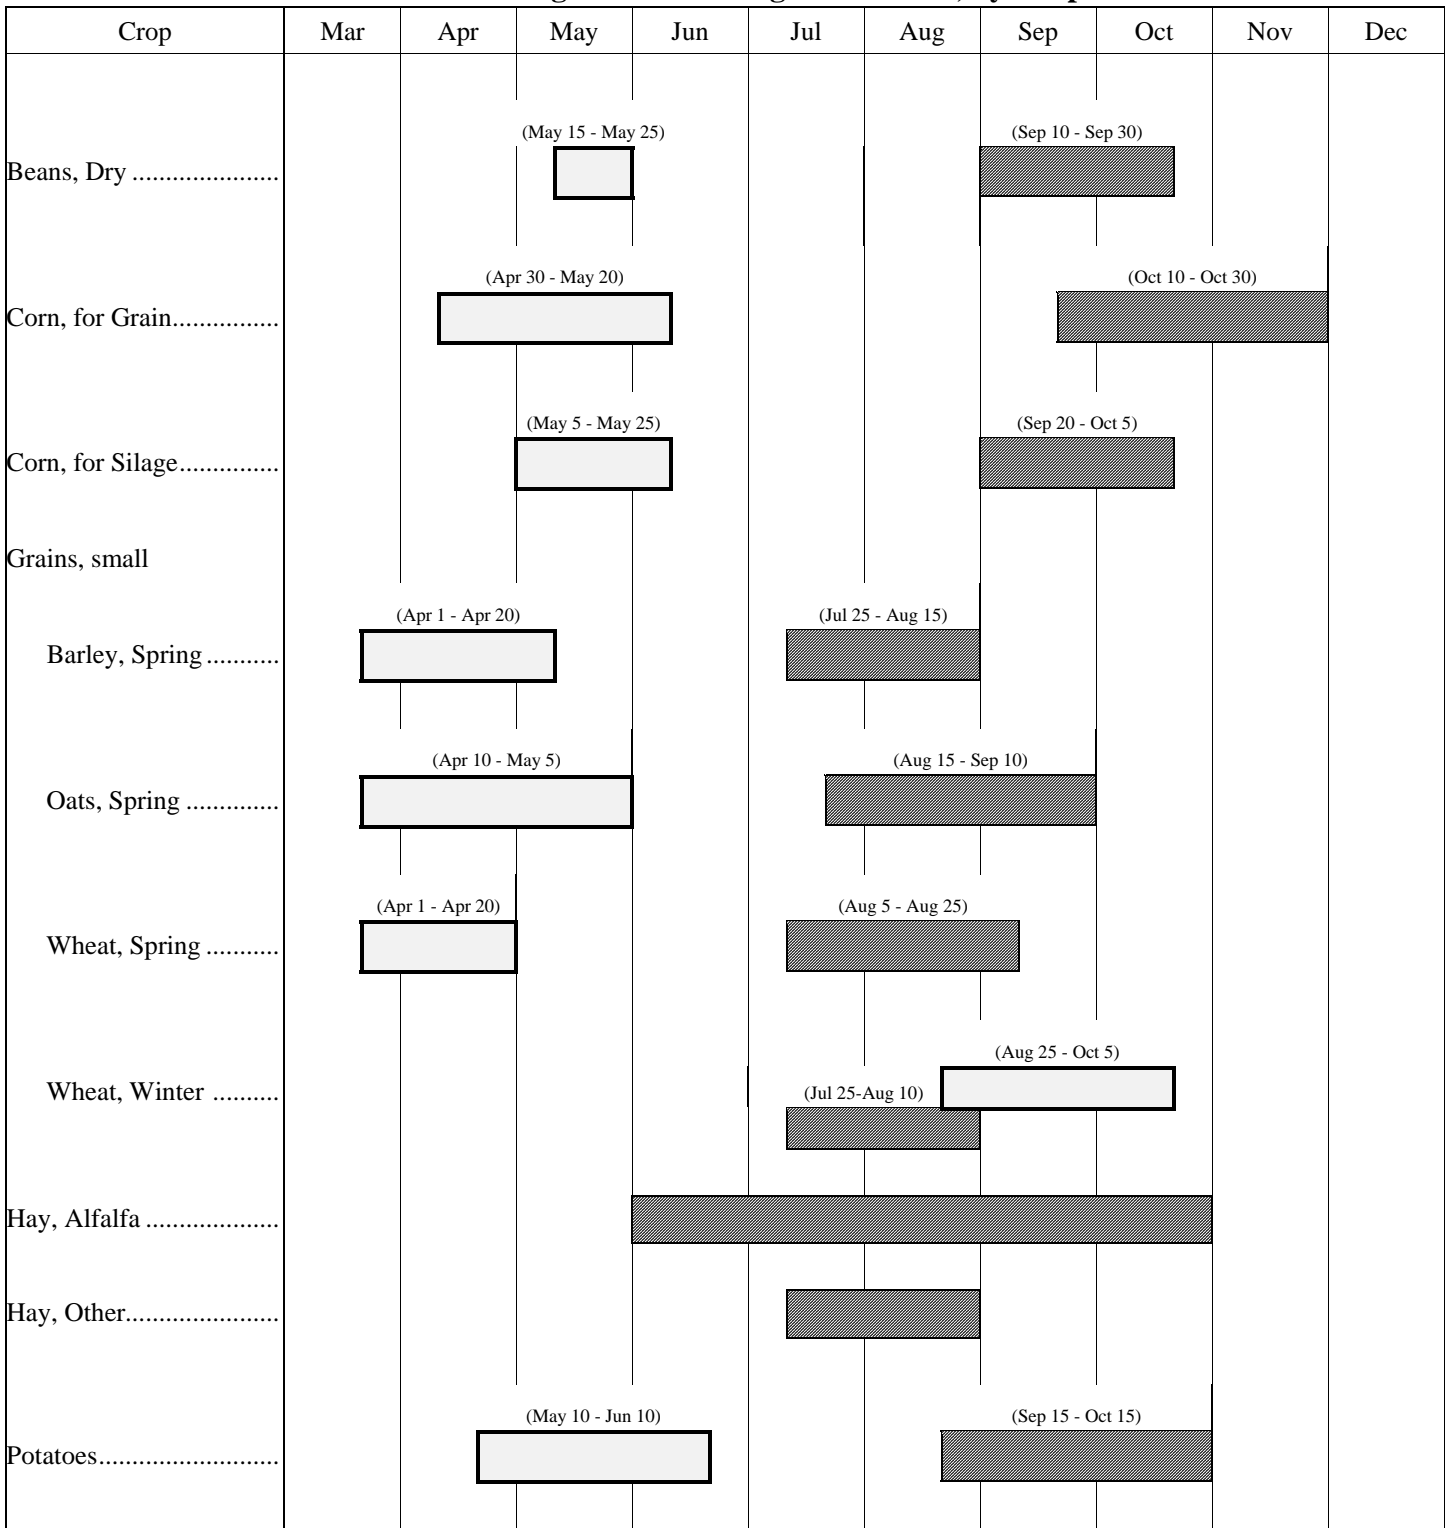 Crop Mar Apr May Jun Jul Aug Sep Oct Nov Dec
(May 15 - May 25) (Sep 10 - Sep 30)
Beans, Dry ......................
(Apr 30 - May 20) (Oct 10 - Oct 30)
Corn, for Grain................
(May 5 - May 25) (Sep 20 - Oct 5)
Corn, for Silage...............
Grains, small
(Apr 1 - Apr 20) (Jul 25 - Aug 15)
Barley, Spring ...........
(Apr 10 - May 5) (Aug 15 - Sep 10)
Oats, Spring ..............
(Apr 1 - Apr 20) (Aug 5 - Aug 25)
Wheat, Spring ...........
(Aug 25 - Oct 5)
Wheat, Winter .......... (Jul 25-Aug 10)
Hay, Alfalfa ....................
Hay, Other.......................
(May 10 - Jun 10) (Sep 15 - Oct 15)
Potatoes...........................